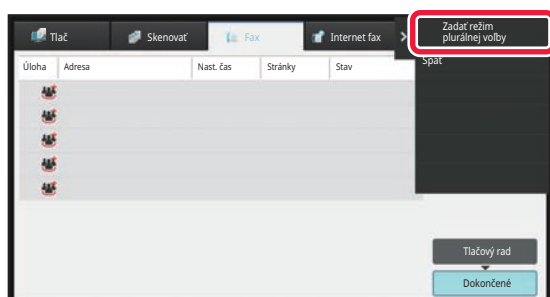 Tlač
Skenovať
Fax
Internet fax
Zadať režim
plurálnej voľby
Úloha
Adresa
Nast. čas
Stránky
Stav
Späť
Tlačový rad
Dokončené